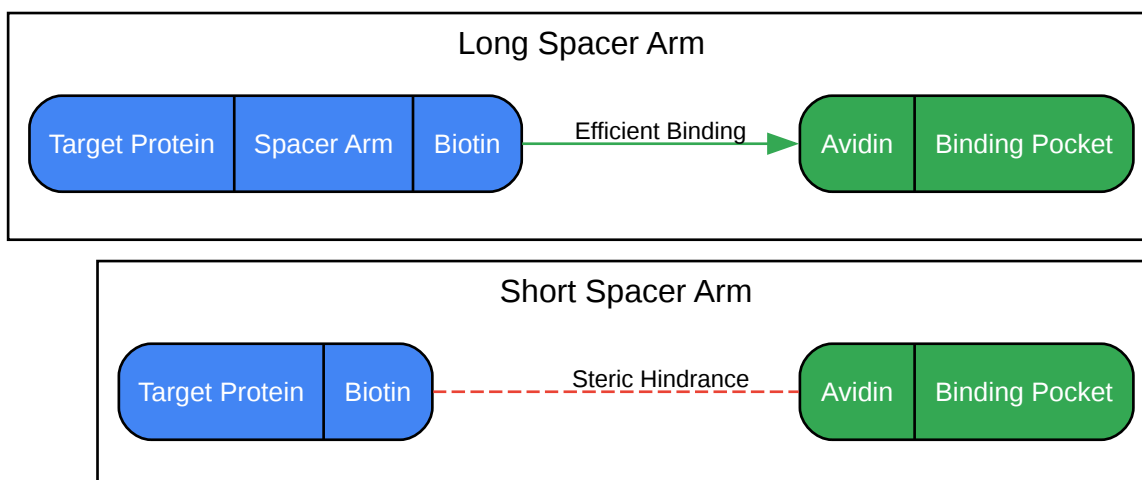 Long Spacer Arm
Target Protein Spacer Arm Biotin Efficient Binding Avidin Binding Pocket
Short Spacer Arm
Target Protein Biotin Steric Hindrance Avidin Binding Pocket